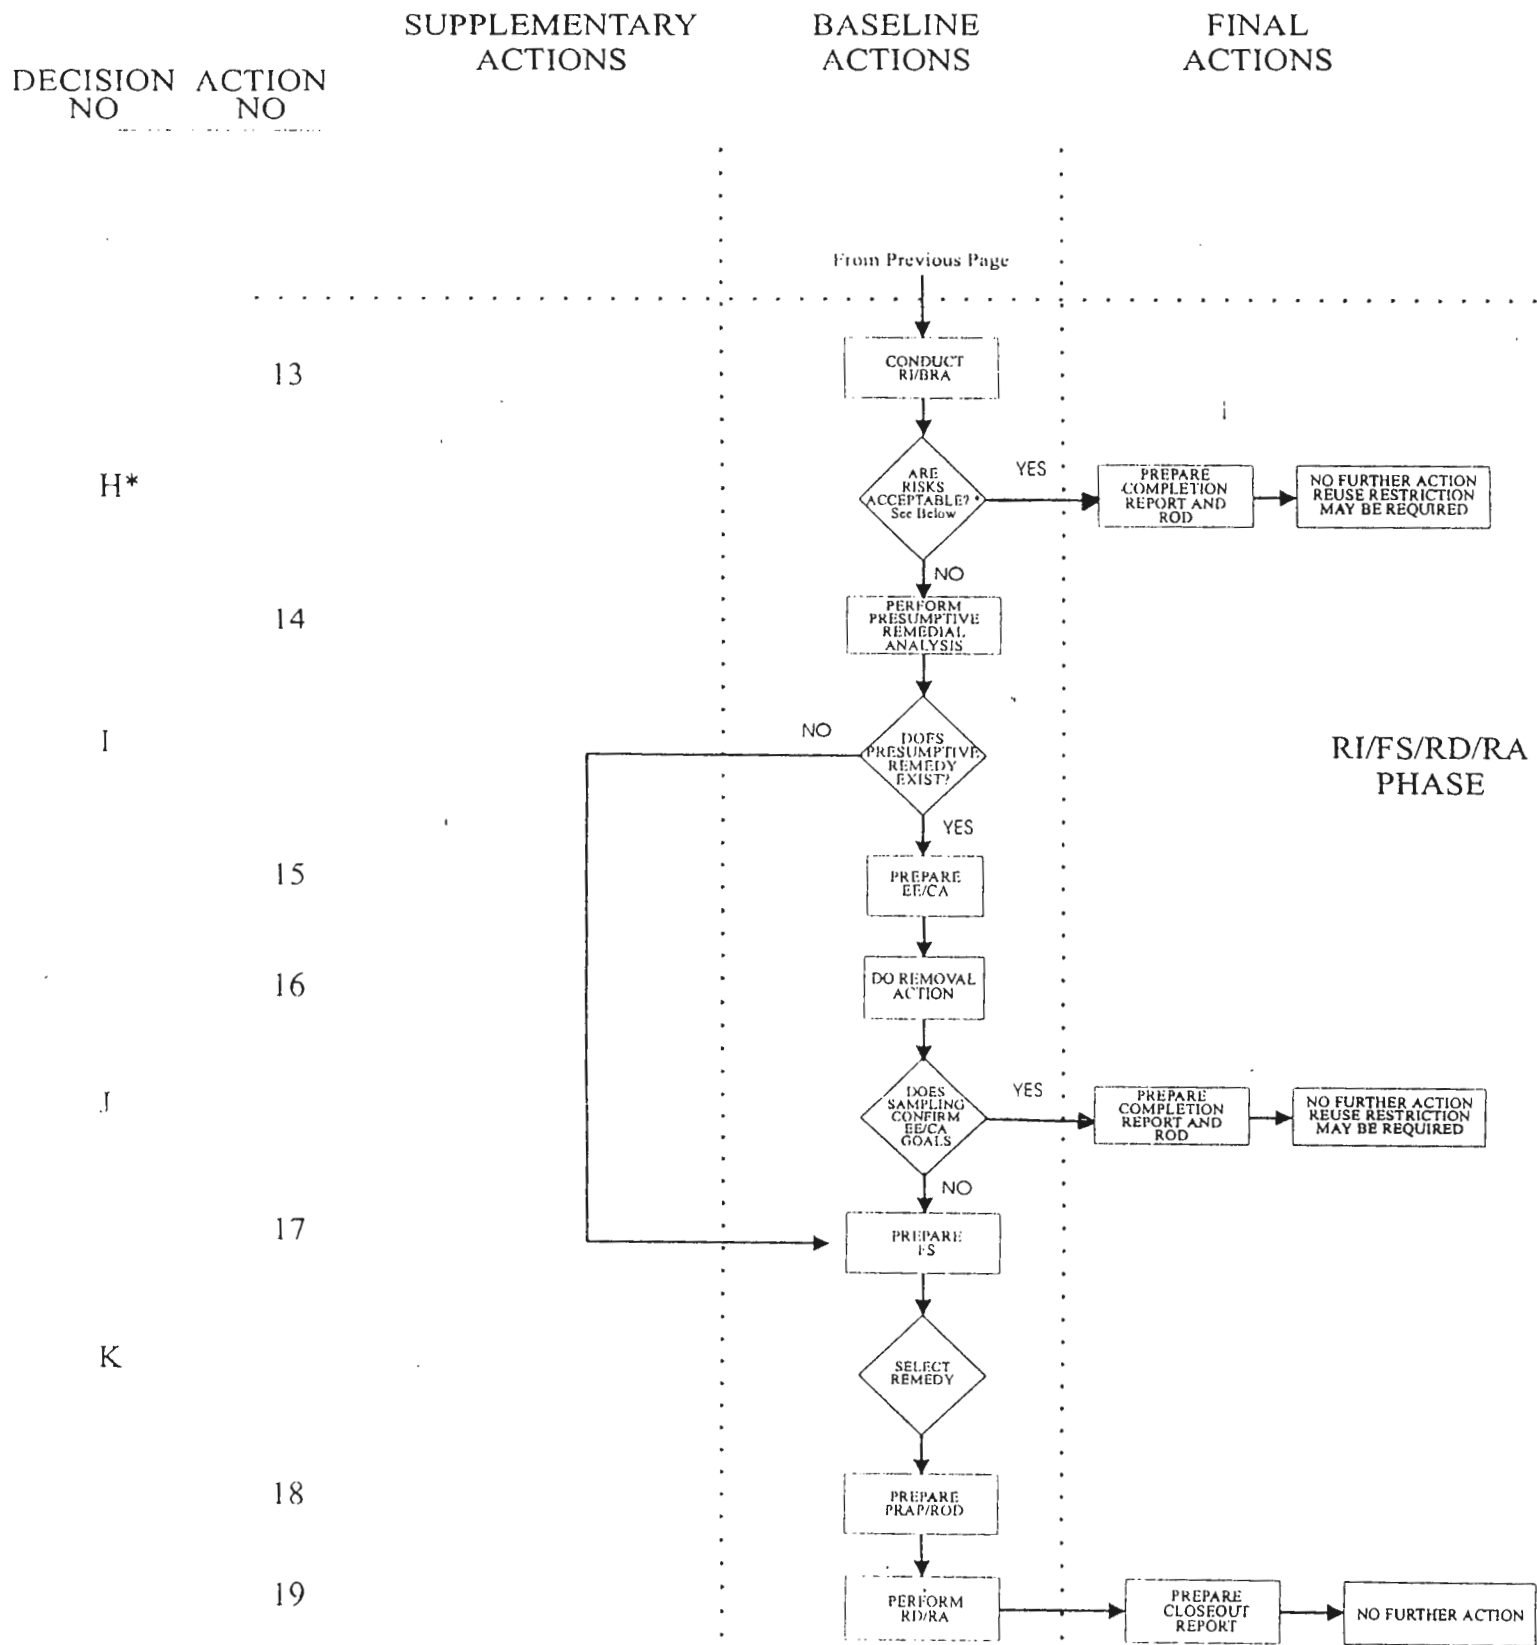 SUPPLEMENTARY
ACTIONS
BASELINE
ACTIONS
FINAL
ACTIONS
DECISION
NO
ACTION
NO
From Previous Page
13
CONDUCT
RI/BRA
H*
ARE
RISKS
ACCEPTABLE? *
See Below
YES
PREPARE
COMPLETION
REPORT AND
ROD
NO FURTHER ACTION
REUSE RESTRICTION
MAY BE REQUIRED
NO
14
PERFORM
PRESUMPTIVE
REMEDIAL
ANALYSIS
I
NO
DOES
PRESUMPTIVE
REMEDY
EXIST?
RI/FS/RD/RA
PHASE
YES
15
PREPARE
EE/CA
16
DO REMOVAL
ACTION
J
DOES
SAMPLING
CONFIRM
EE/CA
GOALS
YES
PREPARE
COMPLETION
REPORT AND
ROD
NO FURTHER ACTION
REUSE RESTRICTION
MAY BE REQUIRED
NO
17
PREPARE
FS
K
SELECT
REMEDY
18
PREPARE
PRAP/ROD
19
PERFORM
RD/RA
PREPARE
CLOSEOUT
REPORT
NO FURTHER ACTION